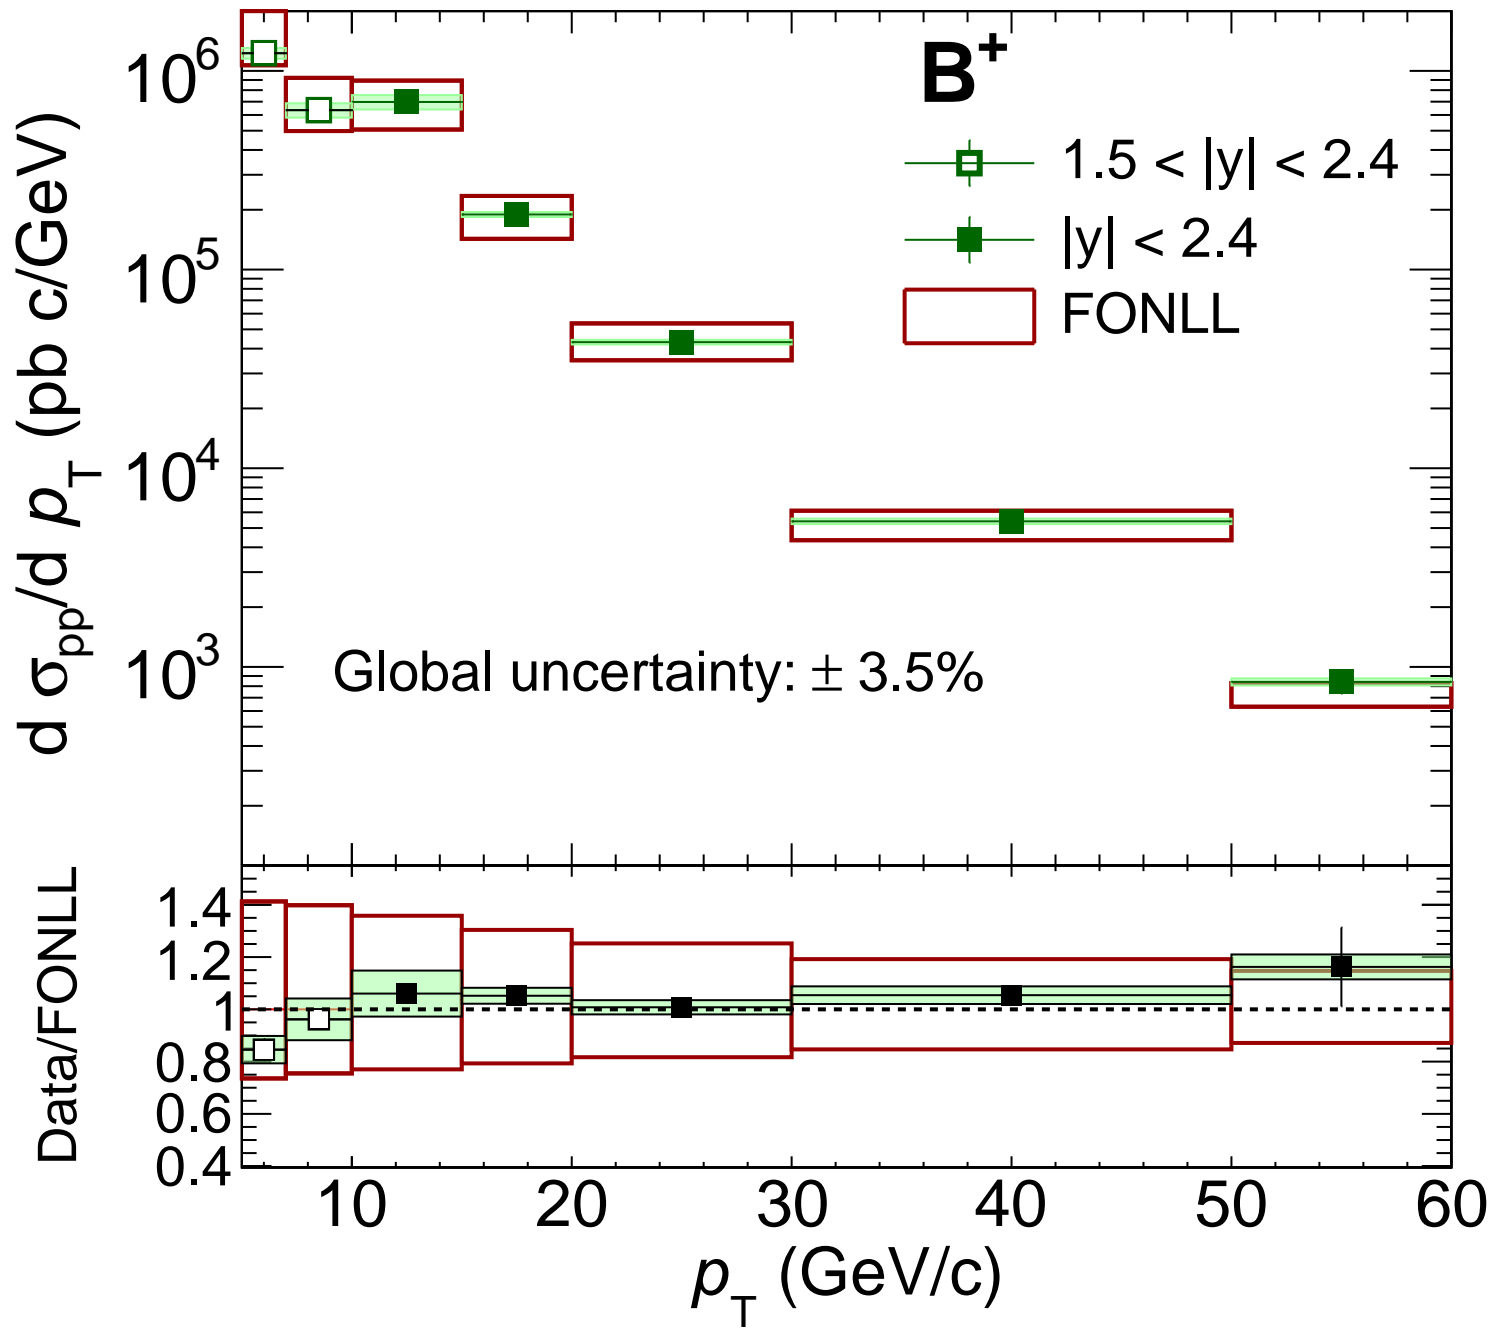 B⁺
1.5 < |y| < 2.4
|y| < 2.4
FONLL
Global uncertainty: ± 3.5%
d σ_pp/d p_T (pb c/GeV)
10⁶
10⁵
10⁴
10³
Data/FONLL
1.4
1.2
1
0.8
0.6
0.4
10 20 30 40 50 60
p_T (GeV/c)